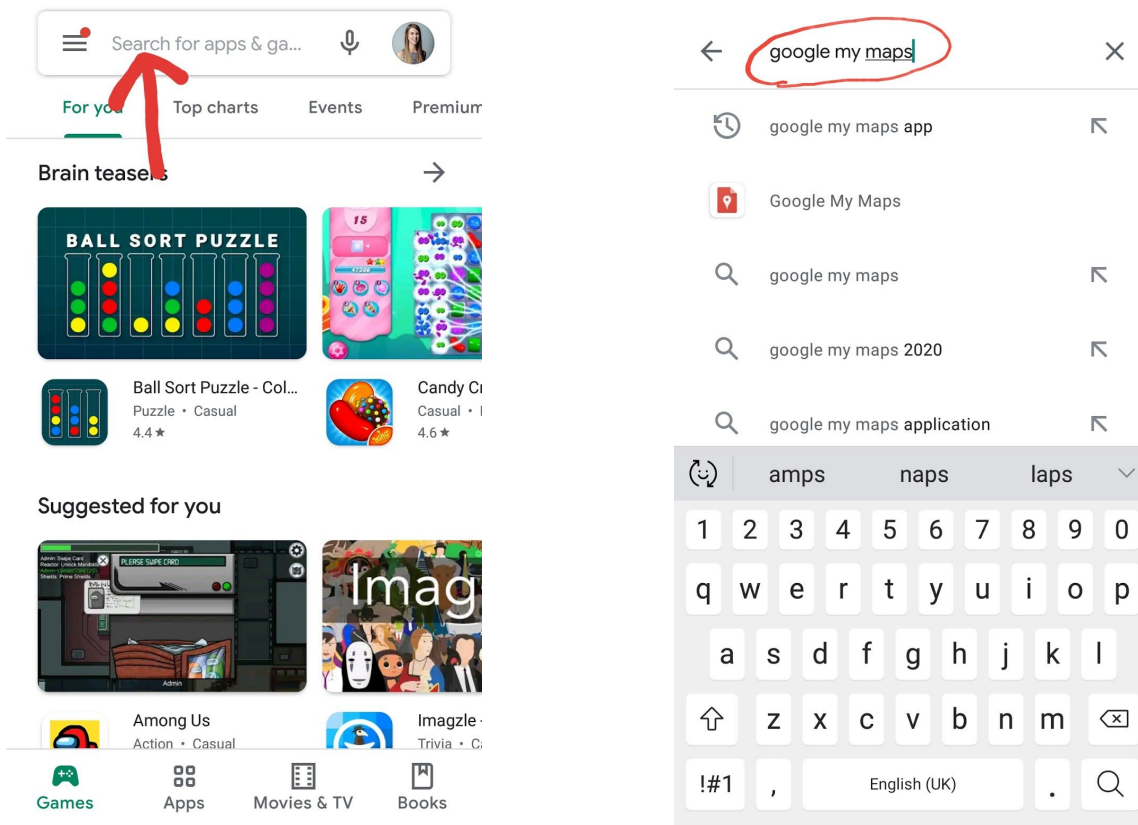 Search for apps & ga...
For you
Top charts
Events
Premium
Brain teasers
BALL SORT PUZZLE
15
Ball Sort Puzzle - Col...
Puzzle • Casual
4.4★
Candy Cr
Casual •
4.6★
king
Suggested for you
PLEASE SWIPE CARD
Admin
Imag
Among Us
Action • Casual
Imagzle -
Trivia • Ca
Games
Apps
Movies & TV
Books
google my maps
google my maps app
Google My Maps
google my maps
google my maps 2020
google my maps application
amps naps laps
1 2 3 4 5 6 7 8 9 0
q w e r t y u i o p
a s d f g h j k l
z x c v b n m
!#1 , English (UK) .